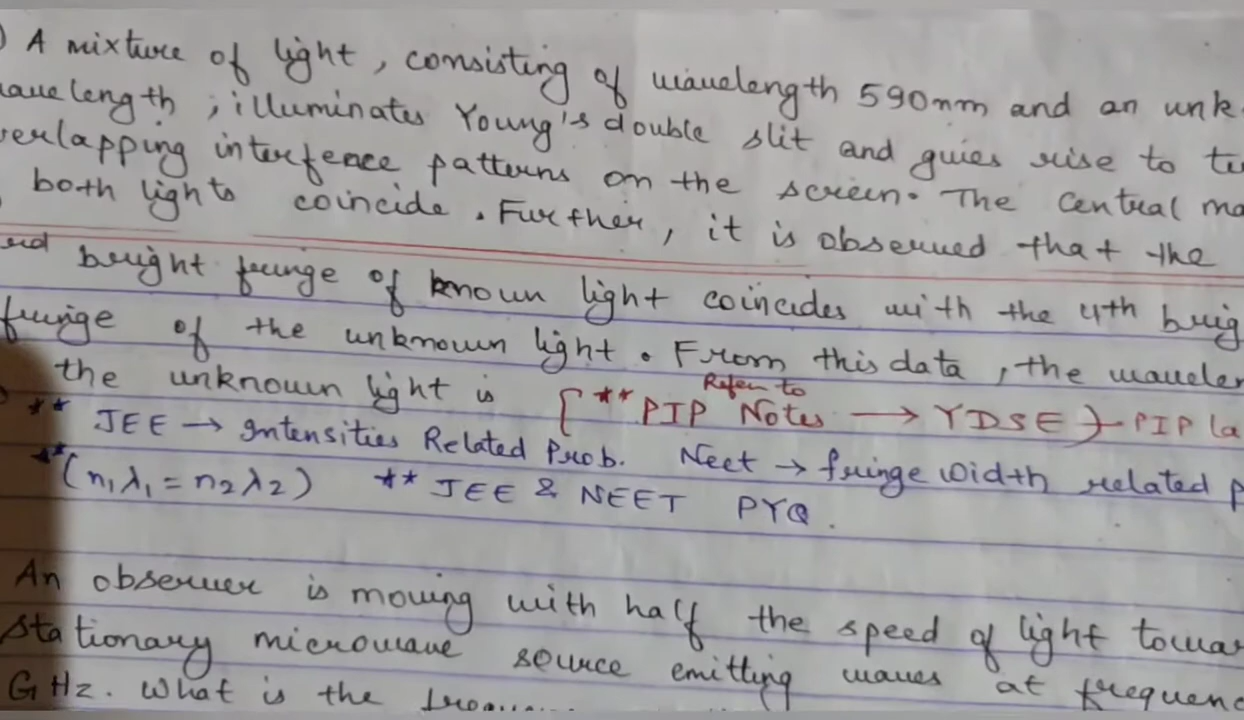 ) A mixture of light, consisting of wavelength 590nm and an unk
wavelength, illuminates Young's double slit and gives rise to
verlapping interfence patterns on the screen. The central ma
both lights coincide. Further, it is observed that the
bright fringe of known light coincides with the 4th brig
fringe of the unknown light. From this data, the wavelen
the unknown light is [** Refer to PIP Notes → YDSE} PIP la
** JEE → Intensities Related Prob. Neet → fringe width related p
**(n₁λ₁ = n₂λ₂) ** JEE & NEET PYQ.
An observer is moving with half the speed of light towar
stationary microwave source emitting waves at frequenc
GHz. What is the